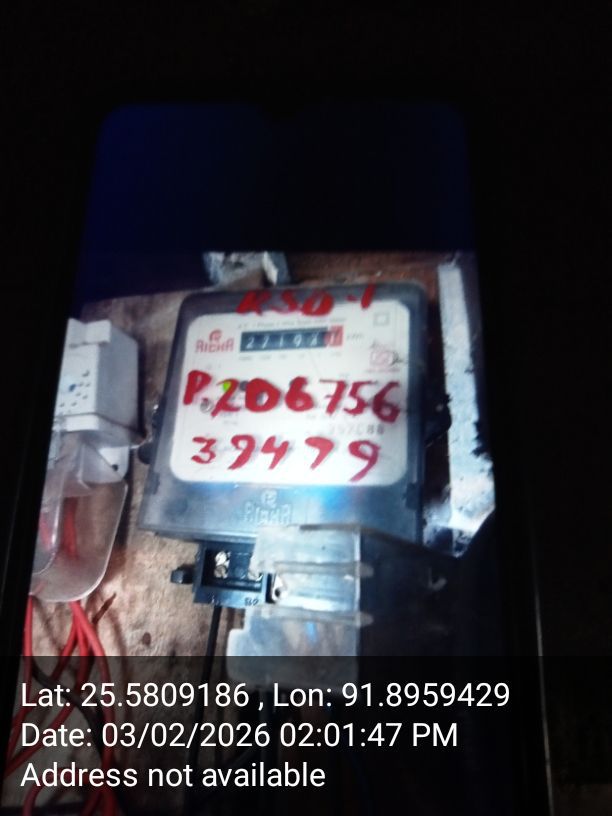 RSD-1
RICHA
kWh
P.206756
39479
RICHA
Lat: 25.5809186 , Lon: 91.8959429
Date: 03/02/2026 02:01:47 PM
Address not available